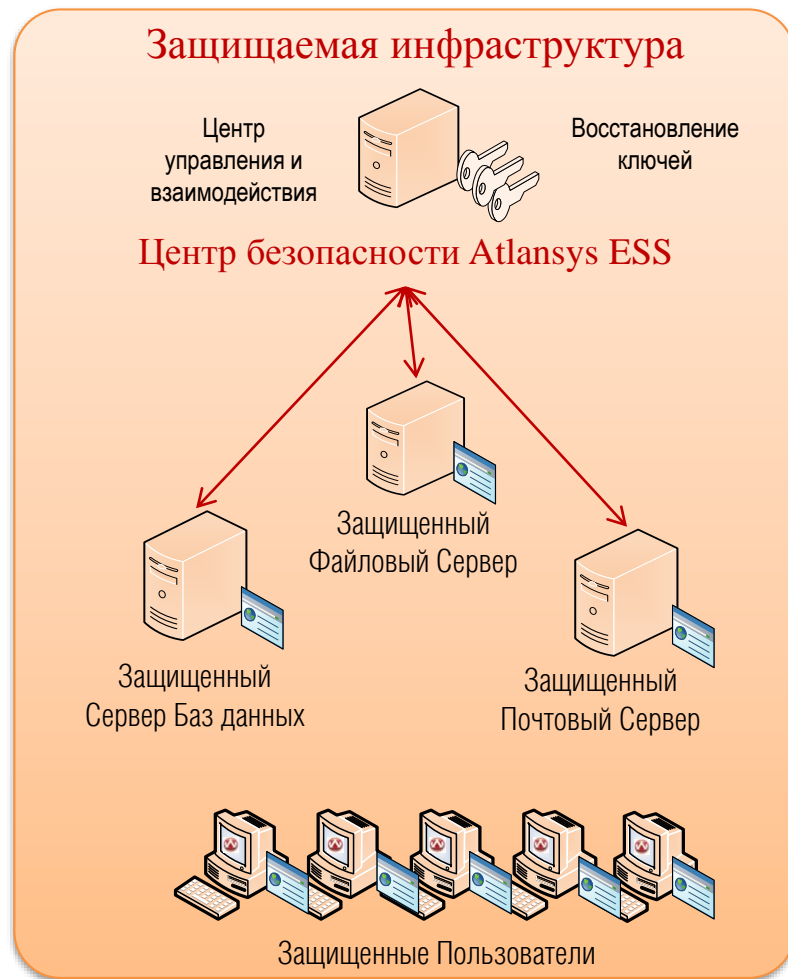 Защищаемая инфраструктура
Центр
управления и
взаимодействия
Восстановление
ключей
Центр безопасности Atlansys ESS
Защищенный
Файловый Сервер
Защищенный
Сервер Баз данных
Защищенный
Почтовый Сервер
Защищенные Пользователи